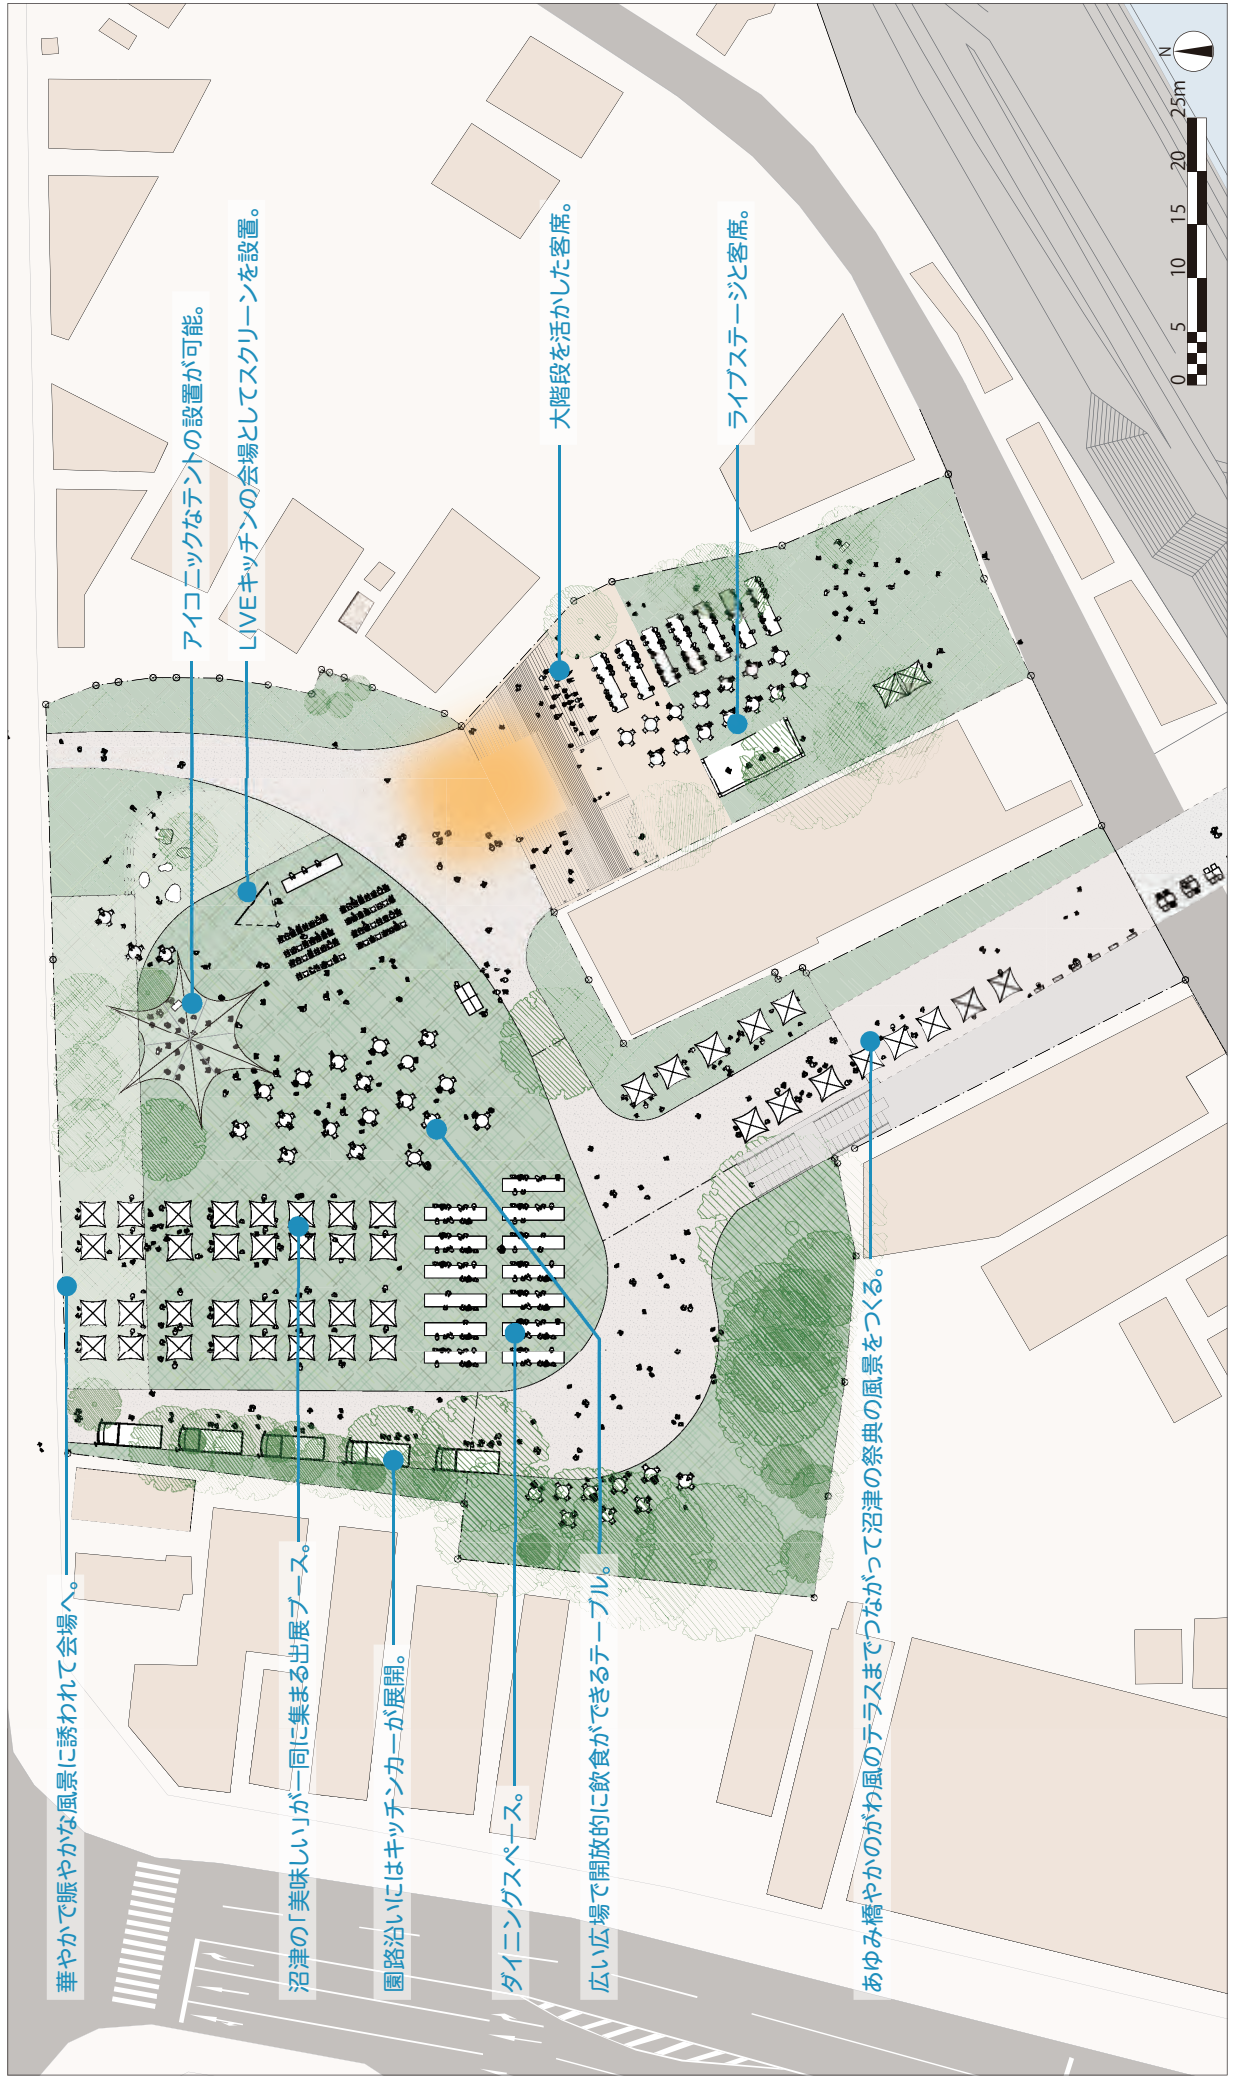 華やかで賑やかな風景に誘われて会場へ。
アイコニックなテントの設置が可能。
LIVEキッチンの会場としてスクリーンを設置。
沼津の「美味しい」が一同に集まる出展ブース。
園路沿いにはキッチンカーが展開。
ダイニングスペース。
大階段を活かした客席。
広い広場で開放的に飲食ができるテーブル。
ライブステージと客席。
あゆみ橋やかのがわ風のテラスまでつながって沼津の祭典の風景をつくる。
0 5 10 15 20 25m
N